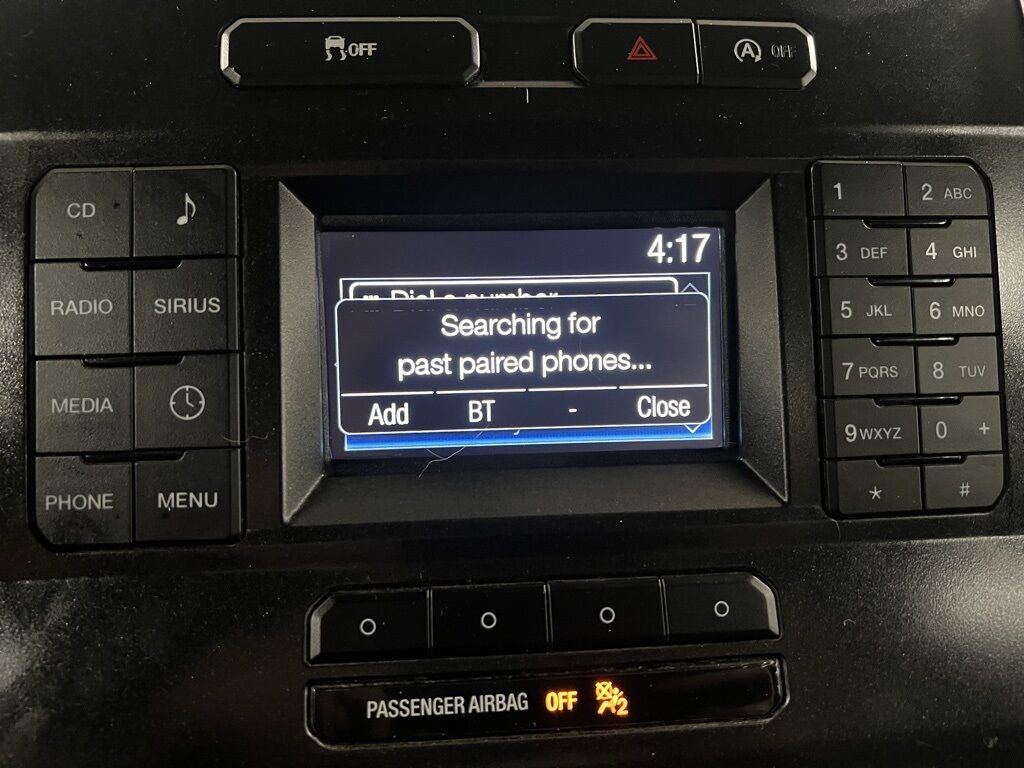 OFF
OFF
CD
RADIO SIRIUS
MEDIA
PHONE MENU
4:17
Dial a number
Searching for
past paired phones...
Add BT - Close
1 2 ABC
3 DEF 4 GHI
5 JKL 6 MNO
7 PQRS 8 TUV
9 WXYZ 0 +
* #
PASSENGER AIRBAG OFF 2